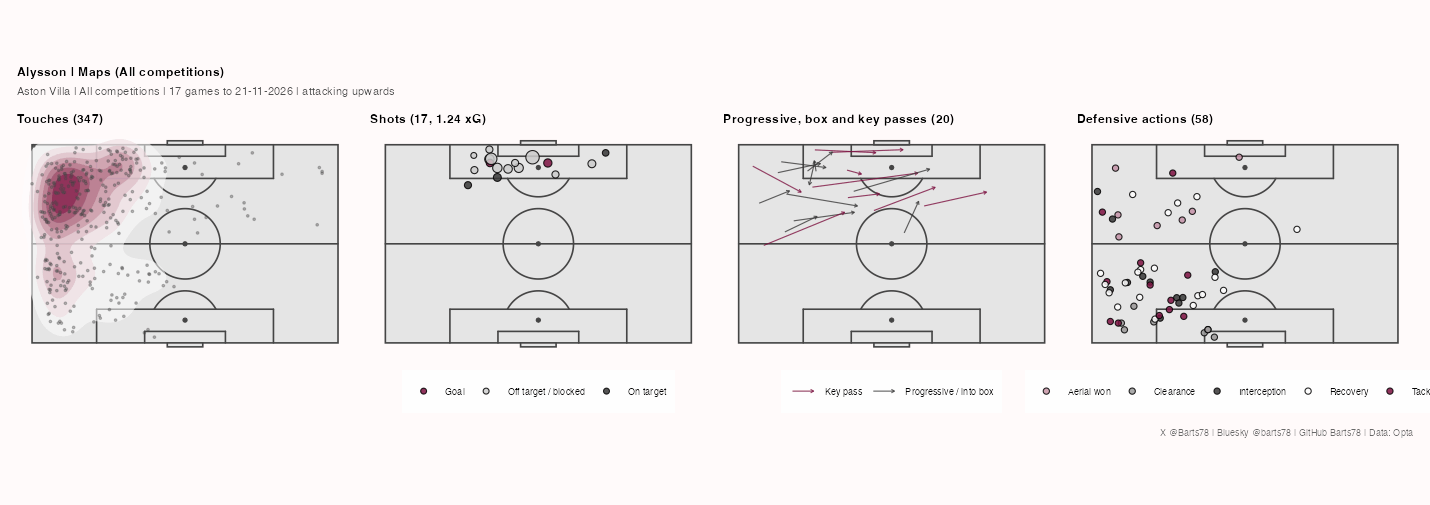 Alysson | Maps (All competitions)
Aston Villa | All competitions | 17 games to 21-11-2026 | attacking upwards
Touches (347)
Shots (17, 1.24 xG)
Progressive, box and key passes (20)
Defensive actions (58)
Goal
Off target / blocked
On target
Key pass
Progressive / into box
Aerial won
Clearance
Interception
Recovery
Tack
X @Barts78 | Bluesky @barts78 | GitHub Barts78 | Data: Opta